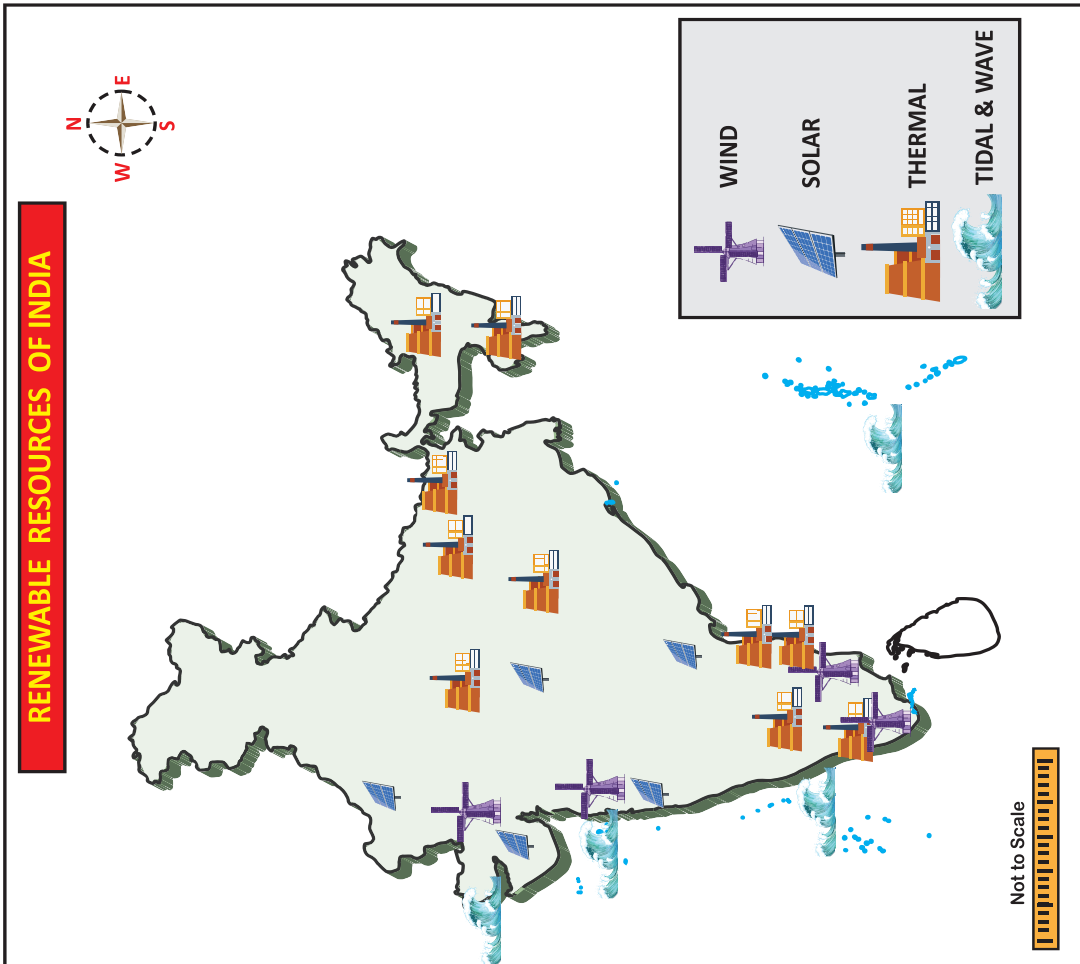 RENEWABLE RESOURCES OF INDIA
N
E
W
S
WIND
SOLAR
THERMAL
TIDAL & WAVE
Not to Scale